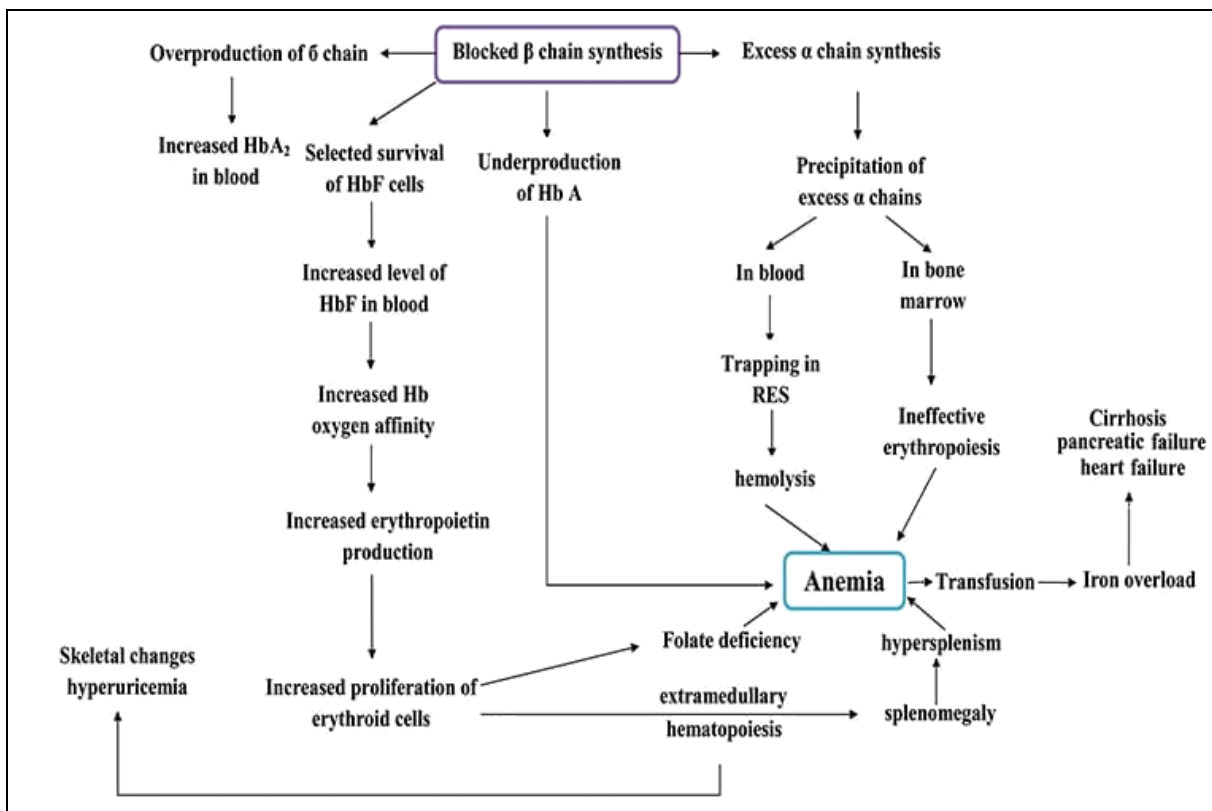 Overproduction of б chain
Blocked β chain synthesis
Excess α chain synthesis
Increased HbA₂
in blood
Selected survival
of HbF cells
Underproduction
of Hb A
Precipitation of
excess α chains
Increased level of
HbF in blood
In blood
In bone
marrow
Trapping in
RES
Increased Hb
oxygen affinity
Ineffective
erythropoiesis
Cirrhosis
pancreatic failure
heart failure
hemolysis
Increased erythropoietin
production
Anemia
Transfusion
Iron overload
Folate deficiency
hypersplenism
Skeletal changes
hyperuricemia
Increased proliferation of
erythroid cells
extramedullary
hematopoiesis
splenomegaly